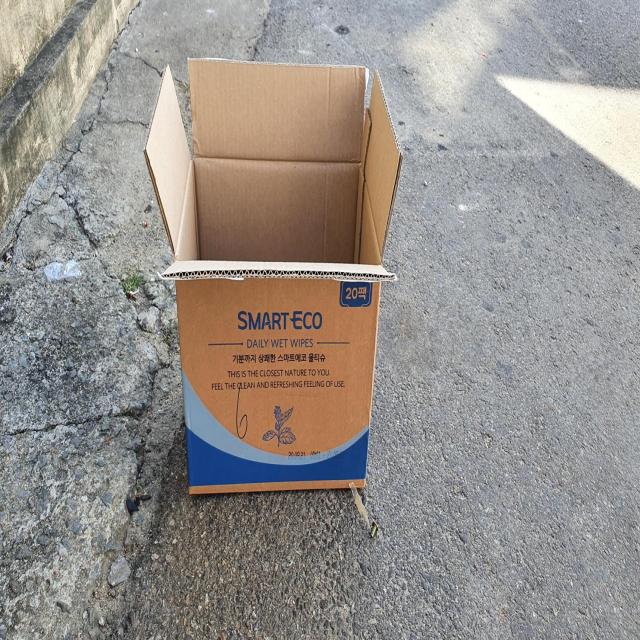 20팩
SMART-ECO
DAILY WET WIPES
기분까지 상쾌한 스마트에코 물티슈
THIS IS THE CLOSEST NATURE TO YOU.
FEEL THE CLEAN AND REFRESHING FEELING OF USE.
6